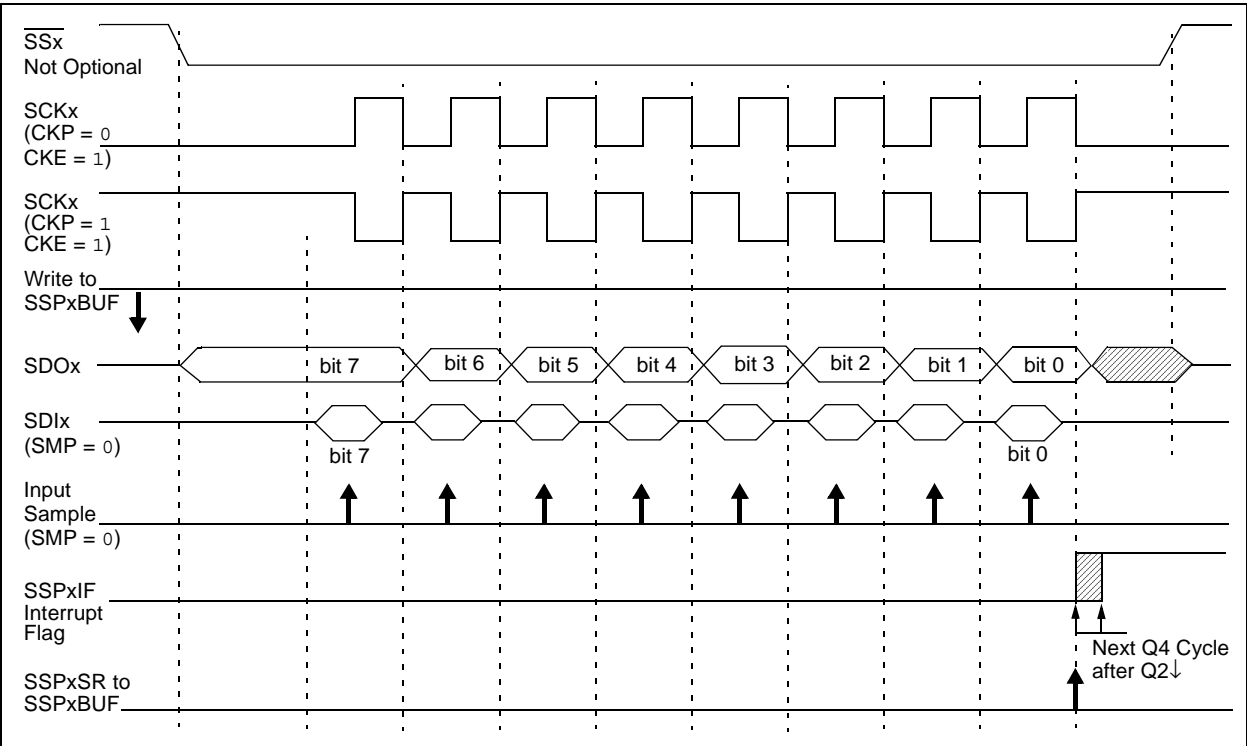 SSx
Not Optional
SCKx
(CKP = 0
CKE = 1)
SCKx
(CKP = 1
CKE = 1)
Write to
SSPxBUF
SDOx
bit 7
bit 6
bit 5
bit 4
bit 3
bit 2
bit 1
bit 0
SDIx
(SMP = 0)
bit 7
bit 0
Input
Sample
(SMP = 0)
SSPxIF
Interrupt
Flag
Next Q4 Cycle
after Q2↓
SSPxSR to
SSPxBUF